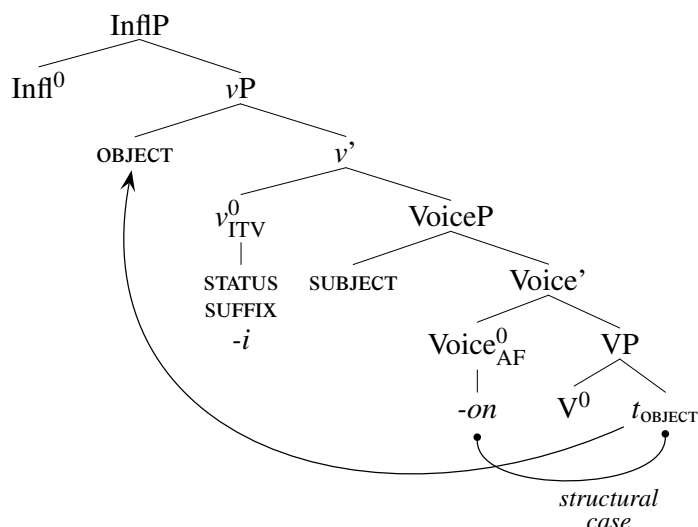 InflP
Infl⁰ vP
OBJECT v'
v⁰ITV VoiceP
STATUS SUFFIX SUBJECT Voice'
-i Voice⁰AF VP
-on V⁰ tOBJECT
structural
case